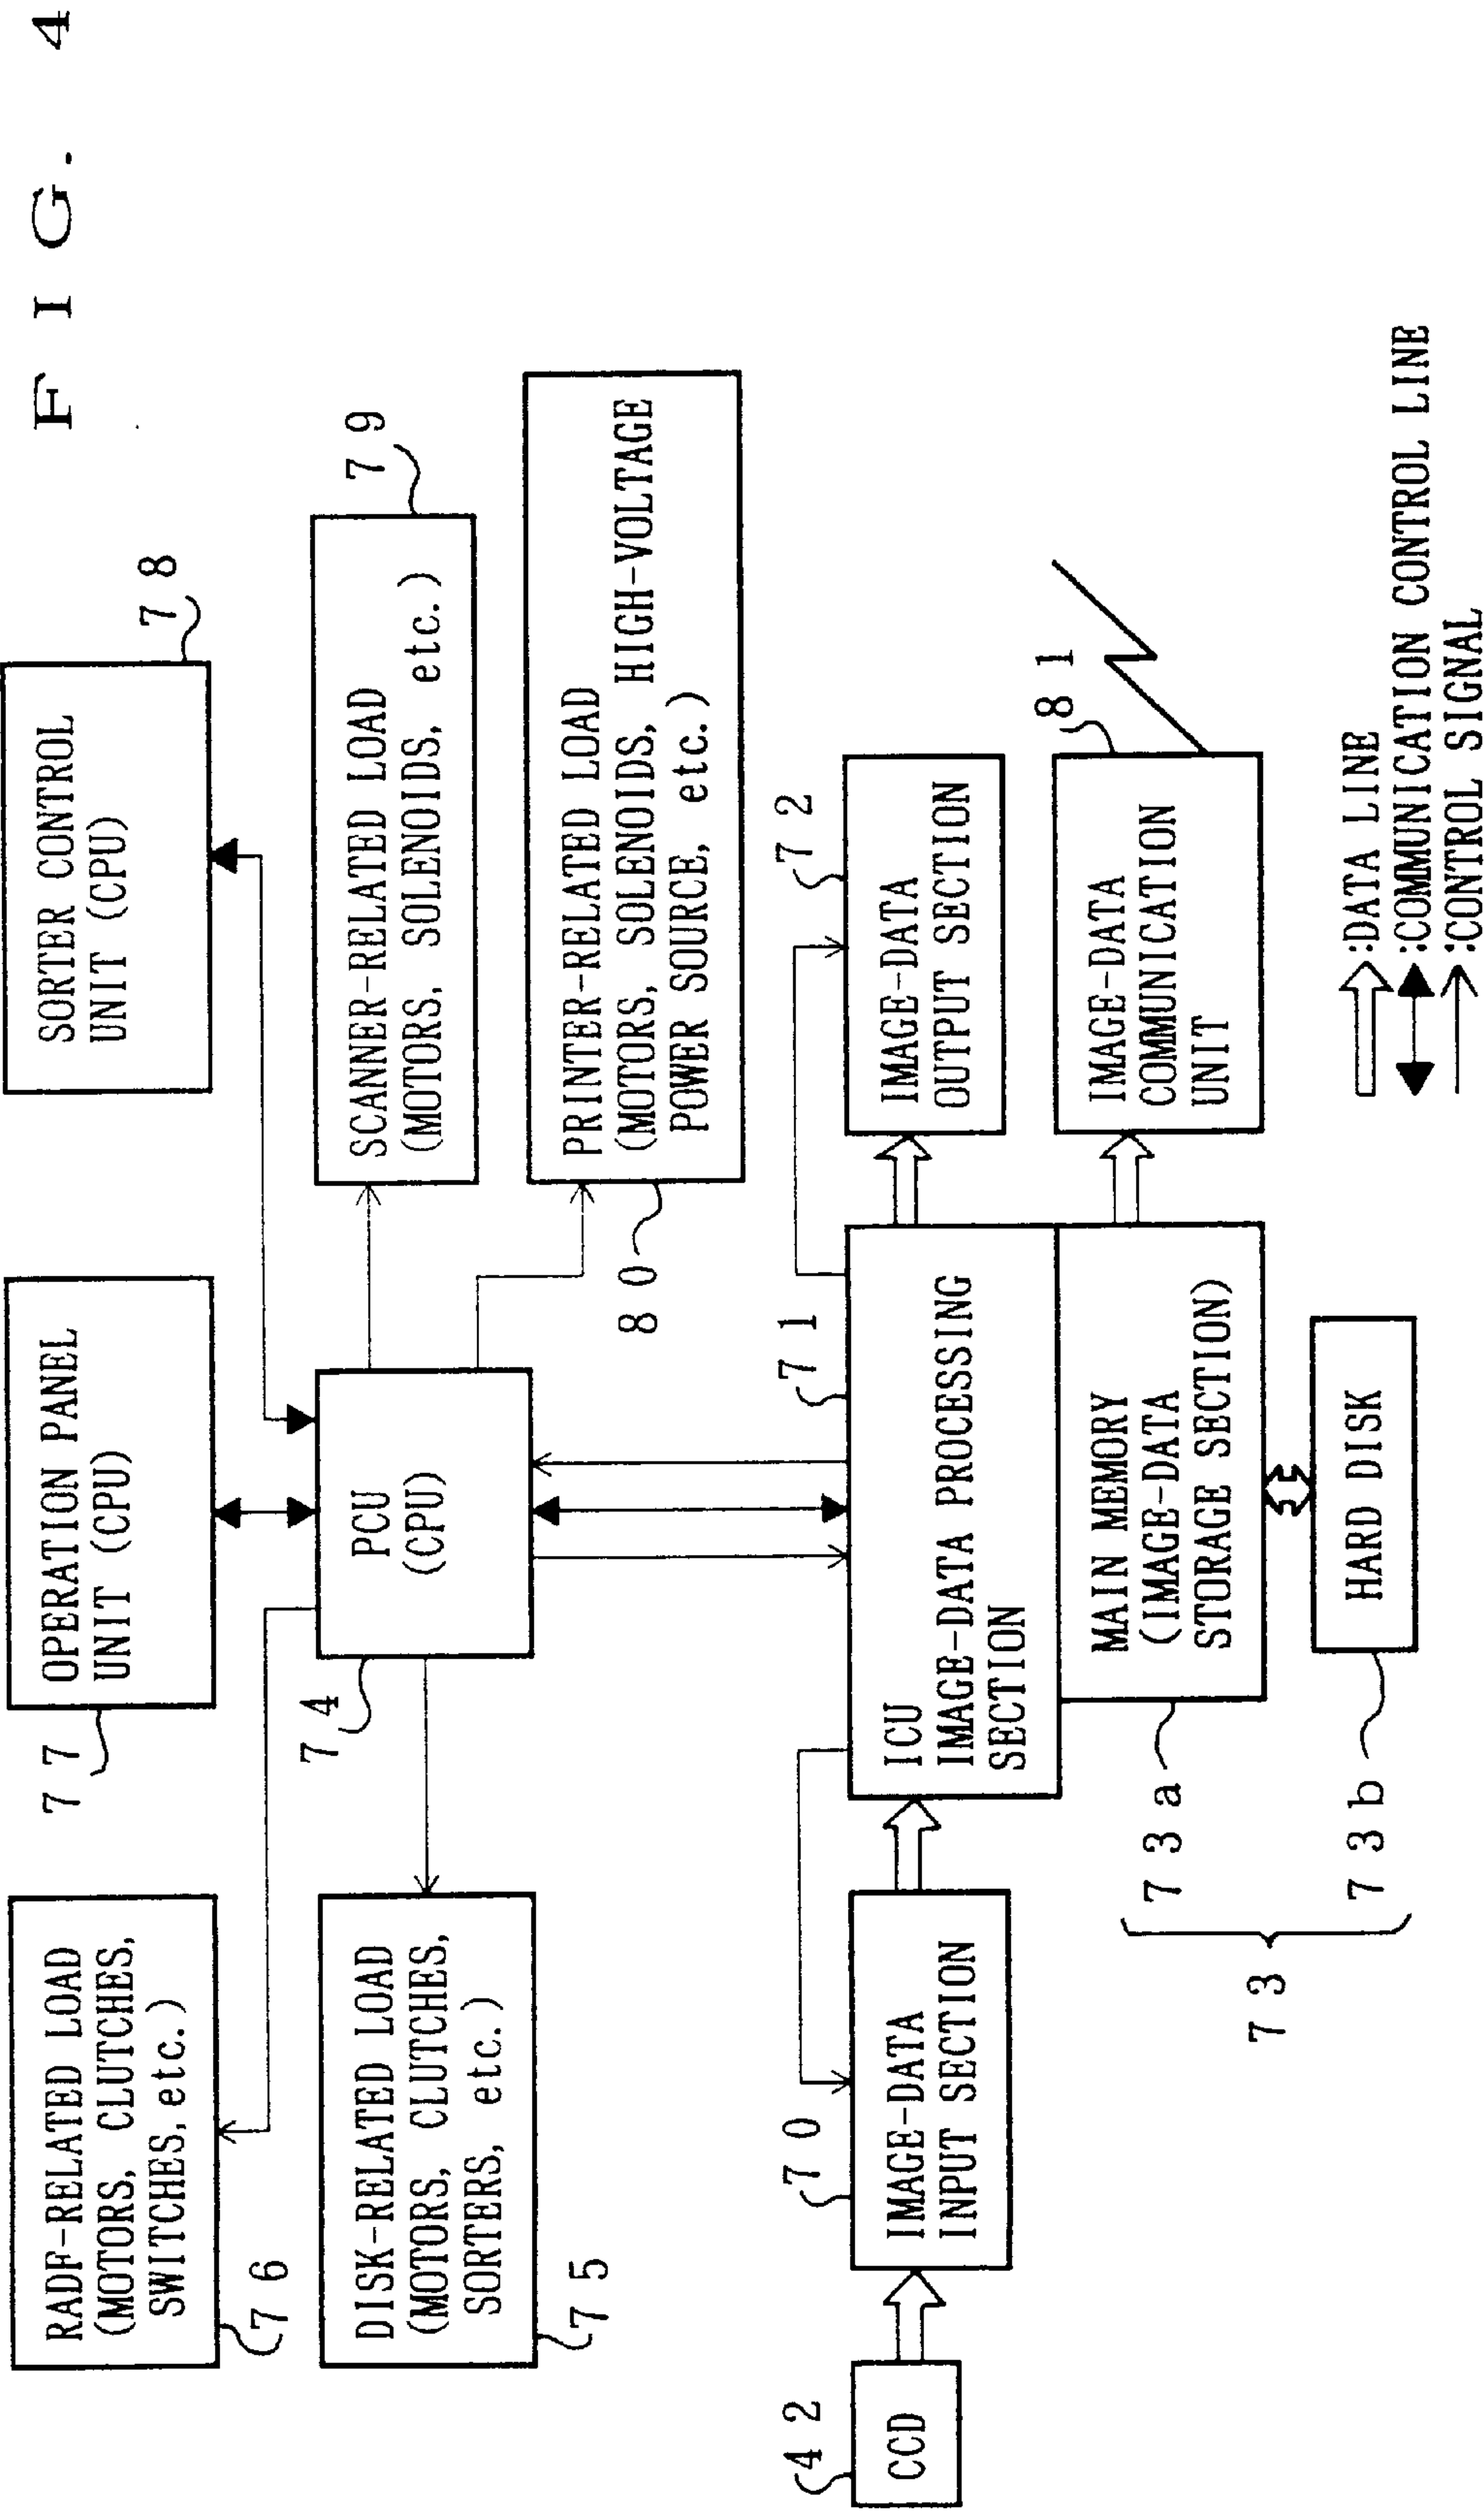 FIG. 4
RADF-RELATED LOAD
(MOTORS, CLUTCHES,
SWITCHES,etc.)
76
OPERATION PANEL
UNIT (CPU)
77
SORTER CONTROL
UNIT (CPU)
78
DISK-RELATED LOAD
(MOTORS, CLUTCHES,
SORTERS, etc.)
75
PCU
(CPU)
74
SCANNER-RELATED LOAD
(MOTORS, SOLENOIDS, etc.)
79
PRINTER-RELATED LOAD
(MOTORS, SOLENOIDS, HIGH-VOLTAGE
POWER SOURCE, etc.)
80
42
CCD
70
IMAGE-DATA
INPUT SECTION
71
ICU
IMAGE-DATA PROCESSING
SECTION
72
IMAGE-DATA
OUTPUT SECTION
MAIN MEMORY
(IMAGE-DATA
STORAGE SECTION)
73a
81
IMAGE-DATA
COMMUNICATION
UNIT
73
HARD DISK
73b
:DATA LINE
:COMMUNICATION CONTROL LINE
:CONTROL SIGNAL